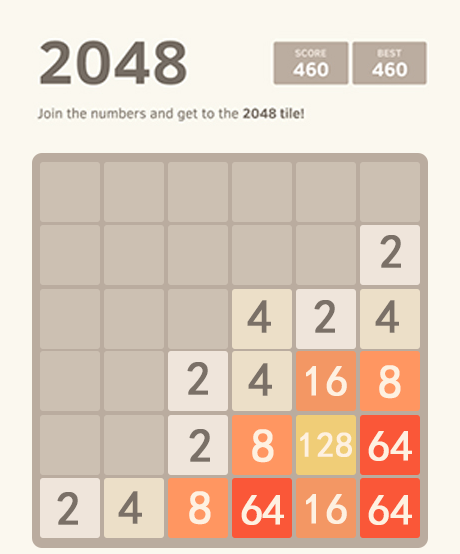 2048
SCORE BEST
460 460
Join the numbers and get to the 2048 tile!
2
4 2 4
2 4 16 8
2 8 128 64
2 4 8 64 16 64